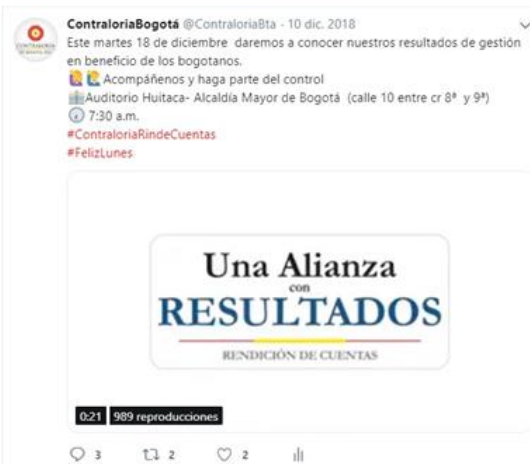 ContraloriaBogotá @ContraloriaBta - 10 dic. 2018
Este martes 18 de diciembre daremos a conocer nuestros resultados de gestión
en beneficio de los bogotanos.
Acompáñenos y haga parte del control
Auditorio Huitaca- Alcaldía Mayor de Bogotá (calle 10 entre cr 8ª y 9ª)
7:30 a.m.
#ContraloriaRindeCuentas
#FelizLunes
Una Alianza
con
RESULTADOS
RENDICIÓN DE CUENTAS
0:21 989 reproducciones
3 2 2